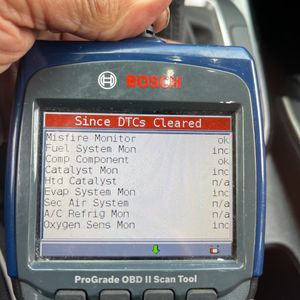 BOSCH
Since DTCs Cleared
Misfire Monitor ok
Fuel System Mon inc
Comp Component ok
Catalyst Mon inc
Htd Catalyst n/a
Evap System Mon inc
Sec Air System n/a
A/C Refrig Mon n/a
Oxygen Sens Mon inc
ProGrade OBD II Scan Tool